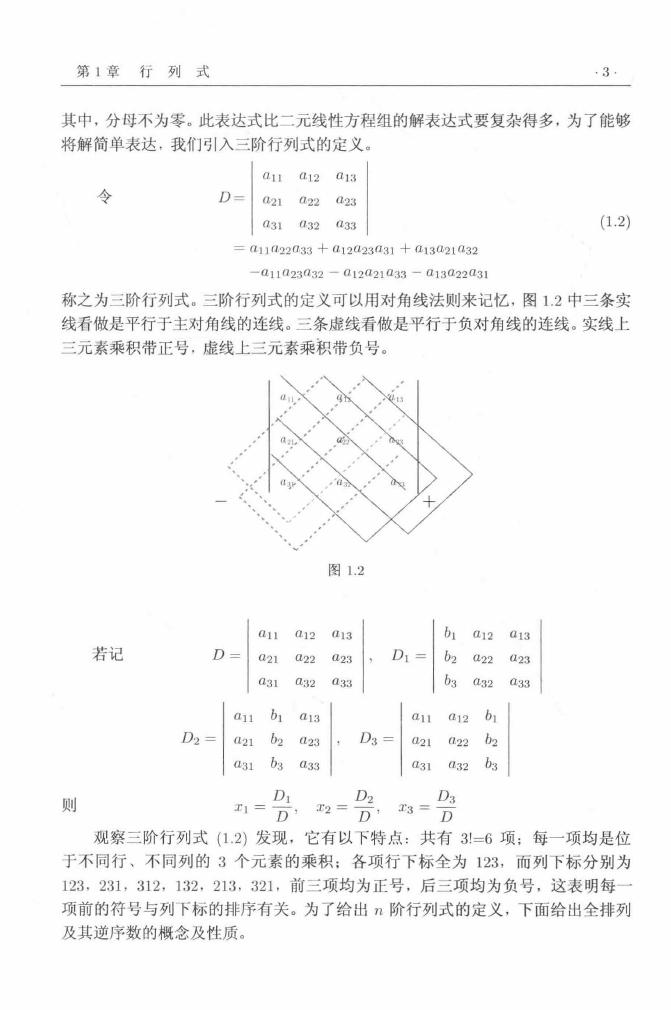 第 1 章 行 列 式 · 3 ·
其中，分母不为零。此表达式比二元线性方程组的解表达式要复杂得多，为了能够
将解简单表达，我们引入三阶行列式的定义。
a11 a12 a13
令 D= a21 a22 a23
a31 a32 a33 (1.2)
= a11a22a33 + a12a23a31 + a13a21a32
−a11a23a32 − a12a21a33 − a13a22a31
称之为三阶行列式。三阶行列式的定义可以用对角线法则来记忆，图 1.2 中三条实
线看做是平行于主对角线的连线。三条虚线看做是平行于负对角线的连线。实线上
三元素乘积带正号，虚线上三元素乘积带负号。
a11 a12 a13
a21 a22 a23
a31 a32 a33
− +
图 1.2
a11 a12 a13 b1 a12 a13
若记 D = a21 a22 a23 , D1 = b2 a22 a23
a31 a32 a33 b3 a32 a33
a11 b1 a13 a11 a12 b1
D2 = a21 b2 a23 , D3 = a21 a22 b2
a31 b3 a33 a31 a32 b3
则 x1 = D1/D, x2 = D2/D, x3 = D3/D
观察三阶行列式 (1.2) 发现，它有以下特点：共有 3!=6 项；每一项均是位
于不同行、不同列的 3 个元素的乘积；各项行下标全为 123，而列下标分别为
123，231，312，132，213，321，前三项均为正号，后三项均为负号，这表明每一
项前的符号与列下标的排序有关。为了给出 n 阶行列式的定义，下面给出全排列
及其逆序数的概念及性质。